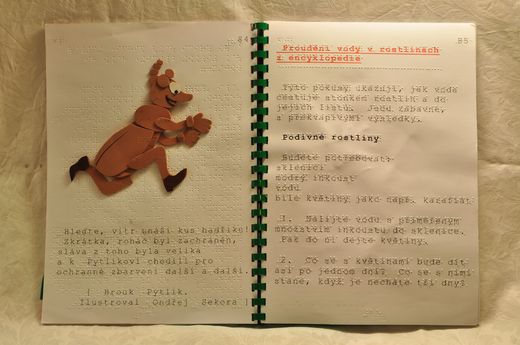 84
Hleďte, vítr unáší kus hadříku!
Zkrátka, roháč byl zachráněn,
sláva z toho byla veliká
a k Pytlíkovi chodili pro
ochranné zbarvení další a další.
[ Brouk Pytlík.
Ilustroval Ondřej Sekora ]
85
Proudění vody v rostlinách
z encyklopedie
Tyto pokusy ukazují, jak voda
cestuje stonkem rostlin a do
jejich listů. Jsou zábavné,
s překvapivými výsledky.
Podivné rostliny
Budete potřebovat:
sklenici
modrý inkoust
vodu
bílé květiny jako např. karafiát
1. Nalijte vodu s přiměřeným
množstvím inkoustu do sklenice.
Pak do ní dejte květiny.
2. Co se s květinami bude dít
asi po jednom dni? Co se s nimi
stane, když je necháte tři dny?